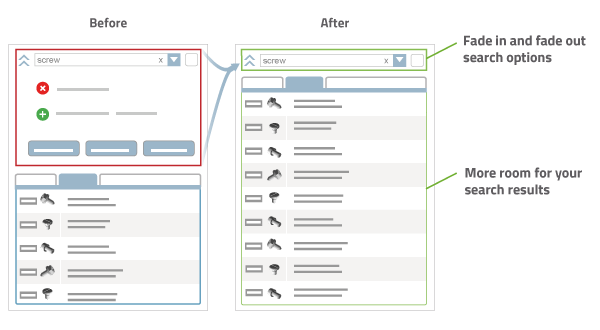 Before
After
screw x
screw x
Fade in and fade out
search options
More room for your
search results